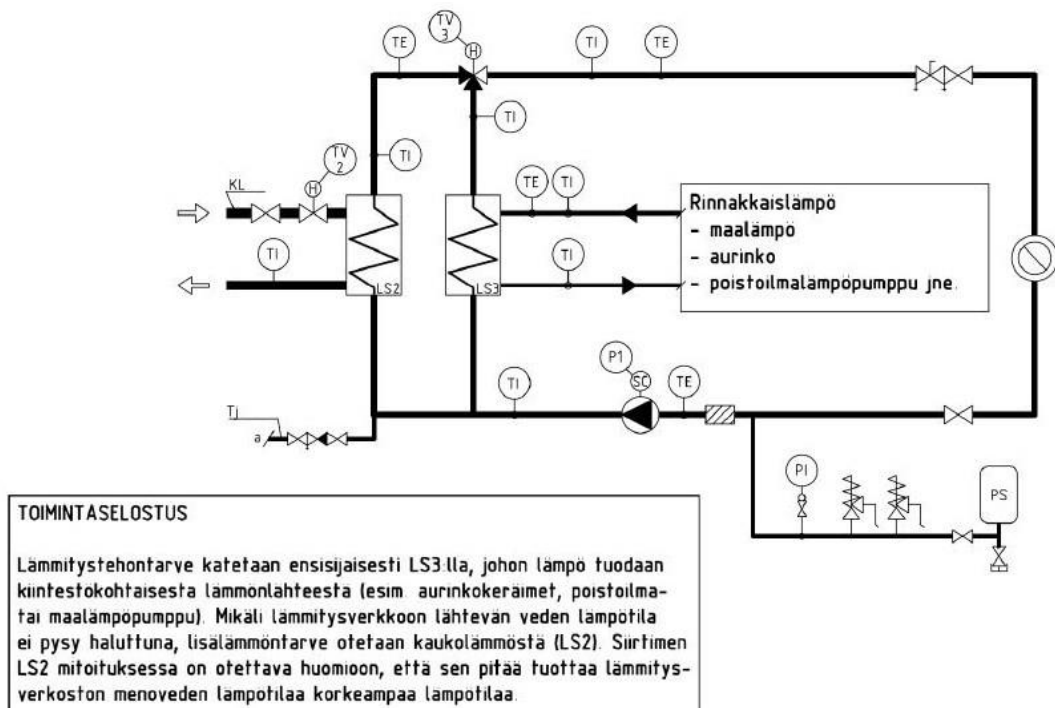 TV
3
H
TE
TI
TE
TI
TI
TV
2
H
KL
TE
TI
TI
TI
LS2
LS3
Rinnakkaislämpö
- maalämpö
- aurinko
- poistoilmalämpöpumppu jne.
P1
SC
TI
TE
Tj
a
PI
PS
TOIMINTASELOSTUS
Lämmitystehontarve katetaan ensisijaisesti LS3:lla, johon lämpö tuodaan
kiintestökohtaisesta lämmönlähteesta (esim. aurinkokeräimet, poistoilma-
tai maalämpöpumppu). Mikäli lämmitysverkkoon lähtevän veden lämpötila
ei pysy haluttuna, lisälämmöntarve otetaan kaukolämmöstä (LS2). Siirtimen
LS2 mitoituksessa on otettava huomioon, että sen pitää tuottaa lämmitys-
verkoston menoveden lämpötilaa korkeampaa lämpötilaa.